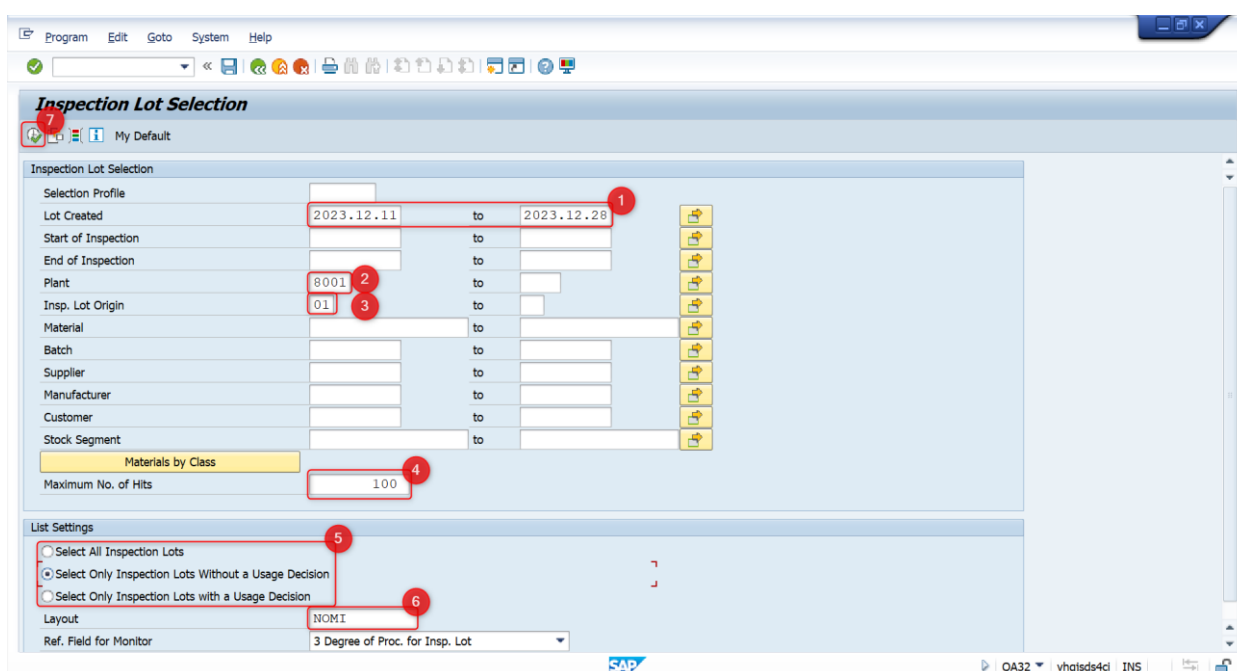 Program Edit Goto System Help
Inspection Lot Selection
7
My Default
Inspection Lot Selection
Selection Profile
1
Lot Created 2023.12.11 to 2023.12.28
Start of Inspection to
End of Inspection to
Plant 8001 2 to
Insp. Lot Origin 01 3 to
Material to
Batch to
Supplier to
Manufacturer to
Customer to
Stock Segment to
Materials by Class
4
Maximum No. of Hits 100
List Settings
5
Select All Inspection Lots
Select Only Inspection Lots Without a Usage Decision
Select Only Inspection Lots with a Usage Decision
6
Layout NOMI
Ref. Field for Monitor 3 Degree of Proc. for Insp. Lot
SAP OA32 vhgisds4ci INS